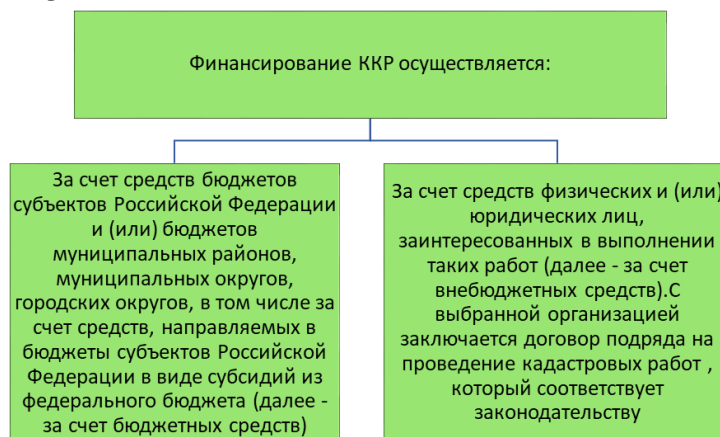 Финансирование ККР осуществляется:
За счет средств бюджетов
субъектов Российской Федерации
и (или) бюджетов
муниципальных районов,
муниципальных округов,
городских округов, в том числе за
счет средств, направляемых в
бюджеты субъектов Российской
Федерации в виде субсидий из
федерального бюджета (далее -
за счет бюджетных средств)
За счет средств физических и (или)
юридических лиц,
заинтересованных в выполнении
таких работ (далее - за счет
внебюджетных средств).С
выбранной организацией
заключается договор подряда на
проведение кадастровых работ ,
который соответствует
законодательству